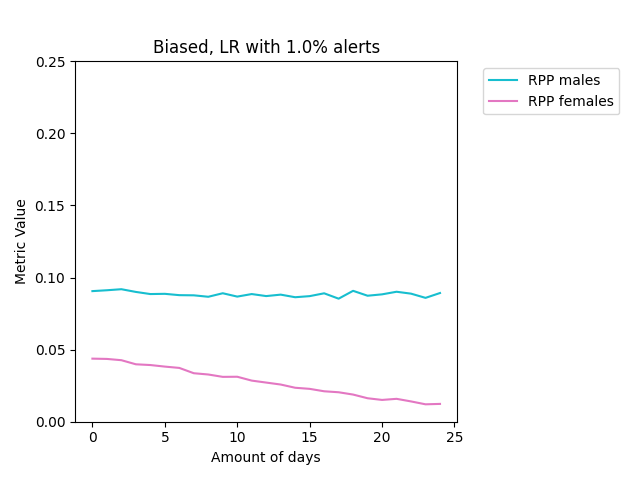 Biased, LR with 1.0% alerts
0.25
0.20
0.15
0.10
0.05
0.00
Metric Value
0 5 10 15 20 25
Amount of days
RPP males
RPP females